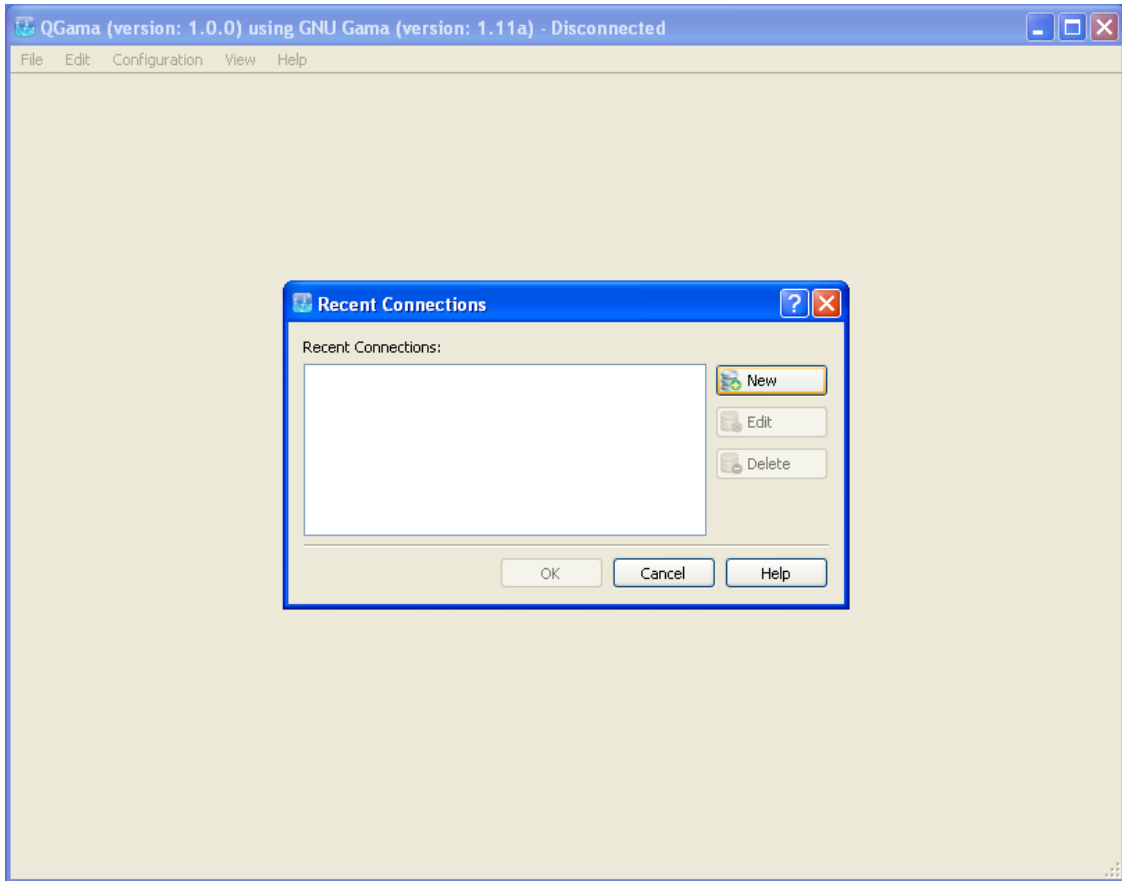 QGama (version: 1.0.0) using GNU Gama (version: 1.11a) - Disconnected
File Edit Configuration View Help
Recent Connections
Recent Connections:
New
Edit
Delete
OK Cancel Help